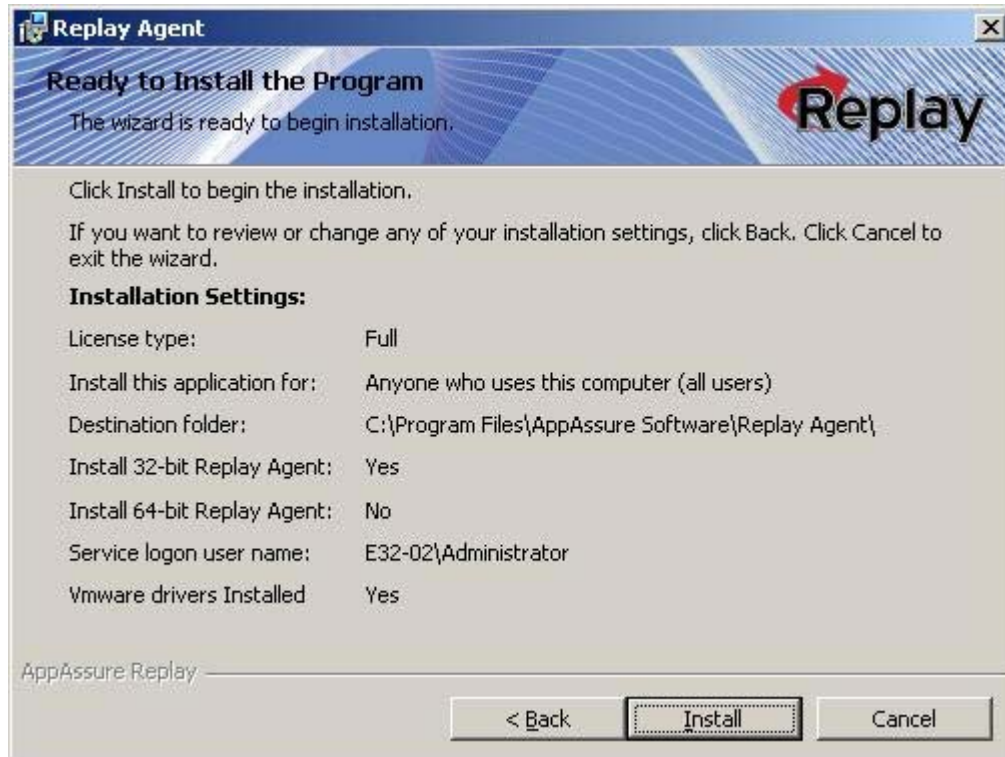 Replay Agent
Ready to Install the Program
The wizard is ready to begin installation.
Replay
Click Install to begin the installation.
If you want to review or change any of your installation settings, click Back. Click Cancel to
exit the wizard.
Installation Settings:
License type: Full
Install this application for: Anyone who uses this computer (all users)
Destination folder: C:\Program Files\AppAssure Software\Replay Agent\
Install 32-bit Replay Agent: Yes
Install 64-bit Replay Agent: No
Service logon user name: E32-02\Administrator
Vmware drivers Installed Yes
AppAssure Replay
< Back Install Cancel